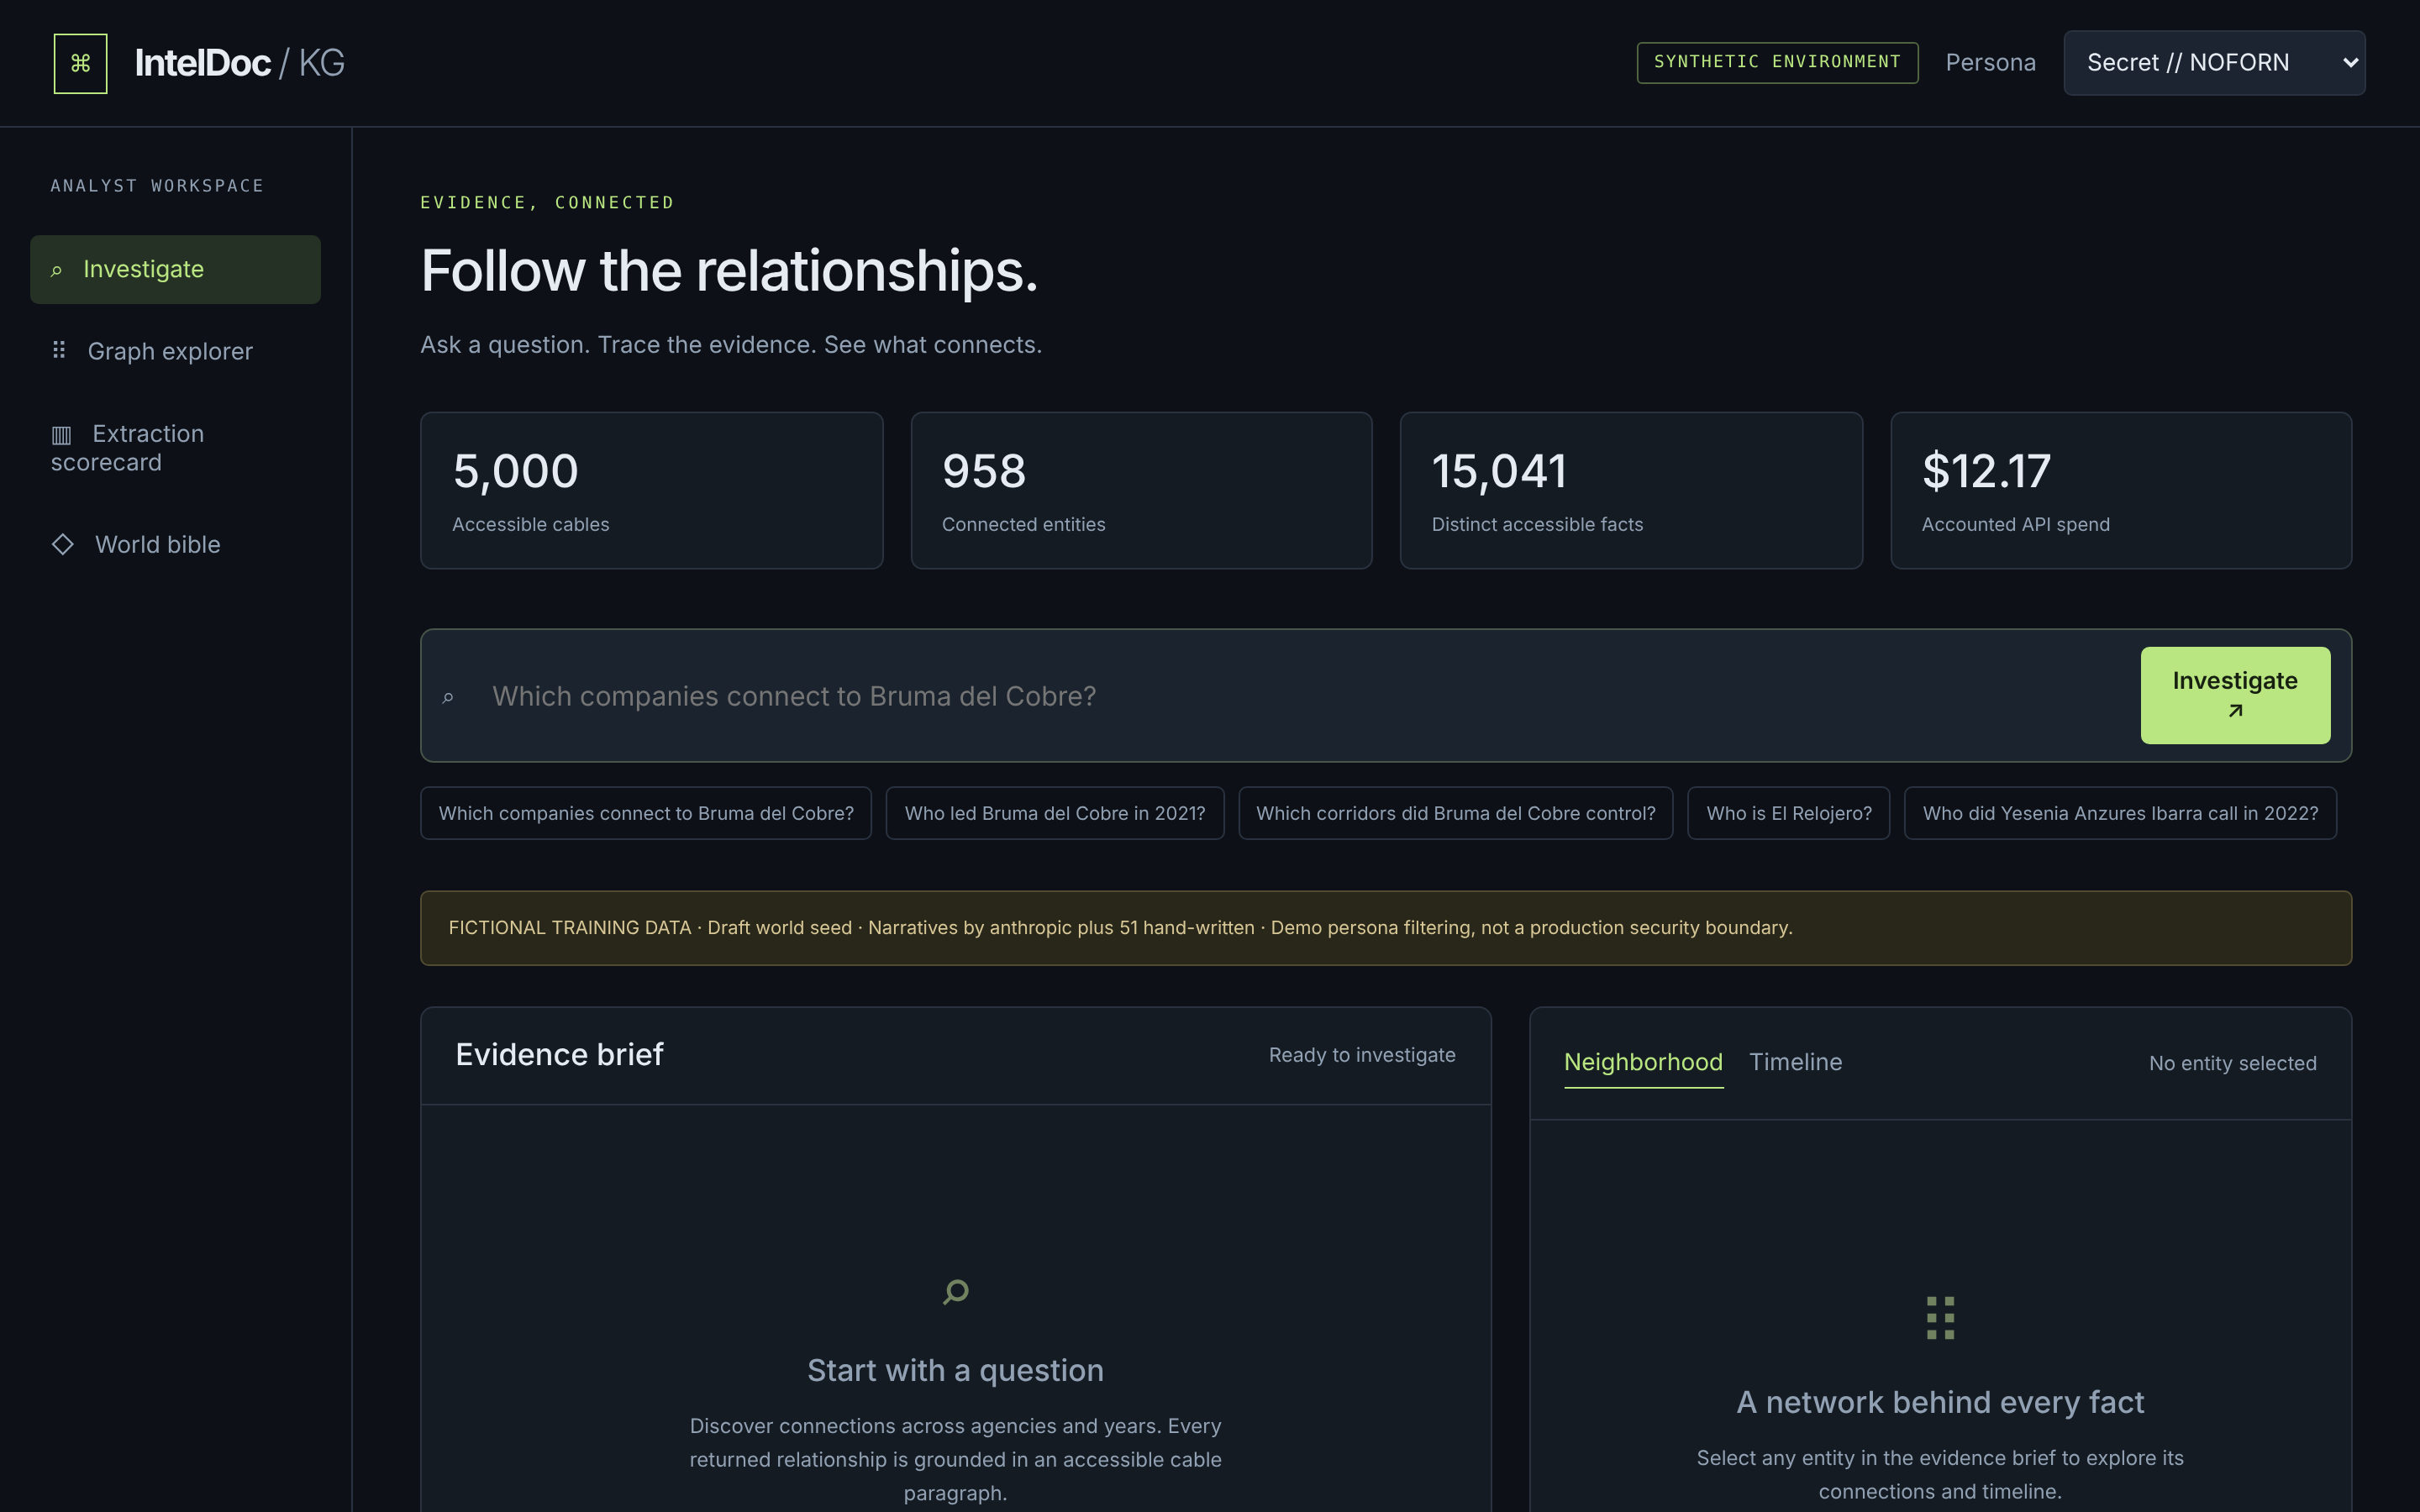 ⌘ IntelDoc / KG
SYNTHETIC ENVIRONMENT
Persona
Secret // NOFORN
ANALYST WORKSPACE
Investigate
Graph explorer
Extraction
scorecard
World bible
EVIDENCE, CONNECTED
Follow the relationships.
Ask a question. Trace the evidence. See what connects.
5,000
Accessible cables
958
Connected entities
15,041
Distinct accessible facts
$12.17
Accounted API spend
Which companies connect to Bruma del Cobre?
Investigate
↗
Which companies connect to Bruma del Cobre?
Who led Bruma del Cobre in 2021?
Which corridors did Bruma del Cobre control?
Who is El Relojero?
Who did Yesenia Anzures Ibarra call in 2022?
FICTIONAL TRAINING DATA · Draft world seed · Narratives by anthropic plus 51 hand-written · Demo persona filtering, not a production security boundary.
Evidence brief
Ready to investigate
Start with a question
Discover connections across agencies and years. Every
returned relationship is grounded in an accessible cable
paragraph.
Neighborhood
Timeline
No entity selected
A network behind every fact
Select any entity in the evidence brief to explore its
connections and timeline.